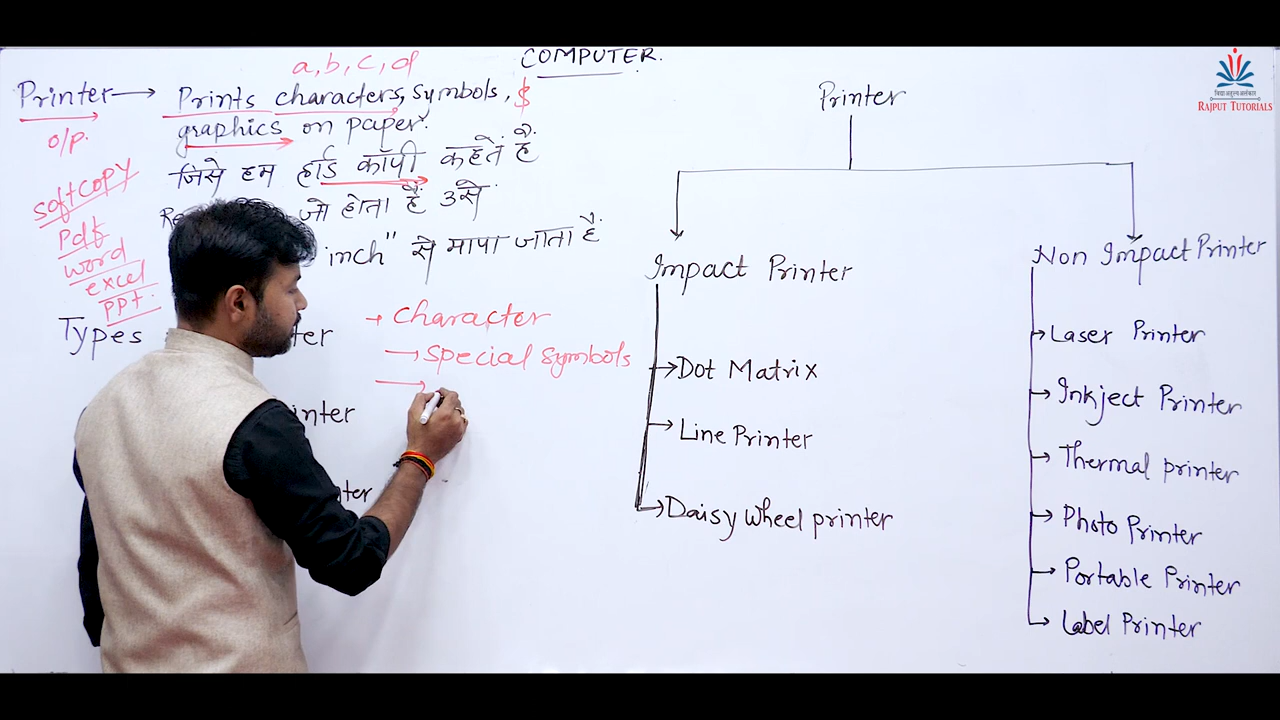 COMPUTER.
a, b, c, d
Printer → Prints characters, symbols, $
o/p.
graphics on paper.
जिसे हम हार्ड कॉपी कहते हैं
softcopy
जो होता है उसे
Pdf
inch" से मापा जाता है
word
excel
ppt.
Types
ter
→ character
→ special symbols
→
inter
nter
Printer
Impact Printer
→ Dot Matrix
→ Line Printer
→ Daisy wheel printer
Non Impact Printer
→ Laser Printer
→ Inkject Printer
→ Thermal printer
→ Photo Printer
→ Portable Printer
→ Label Printer
RAJPUT TUTORIALS